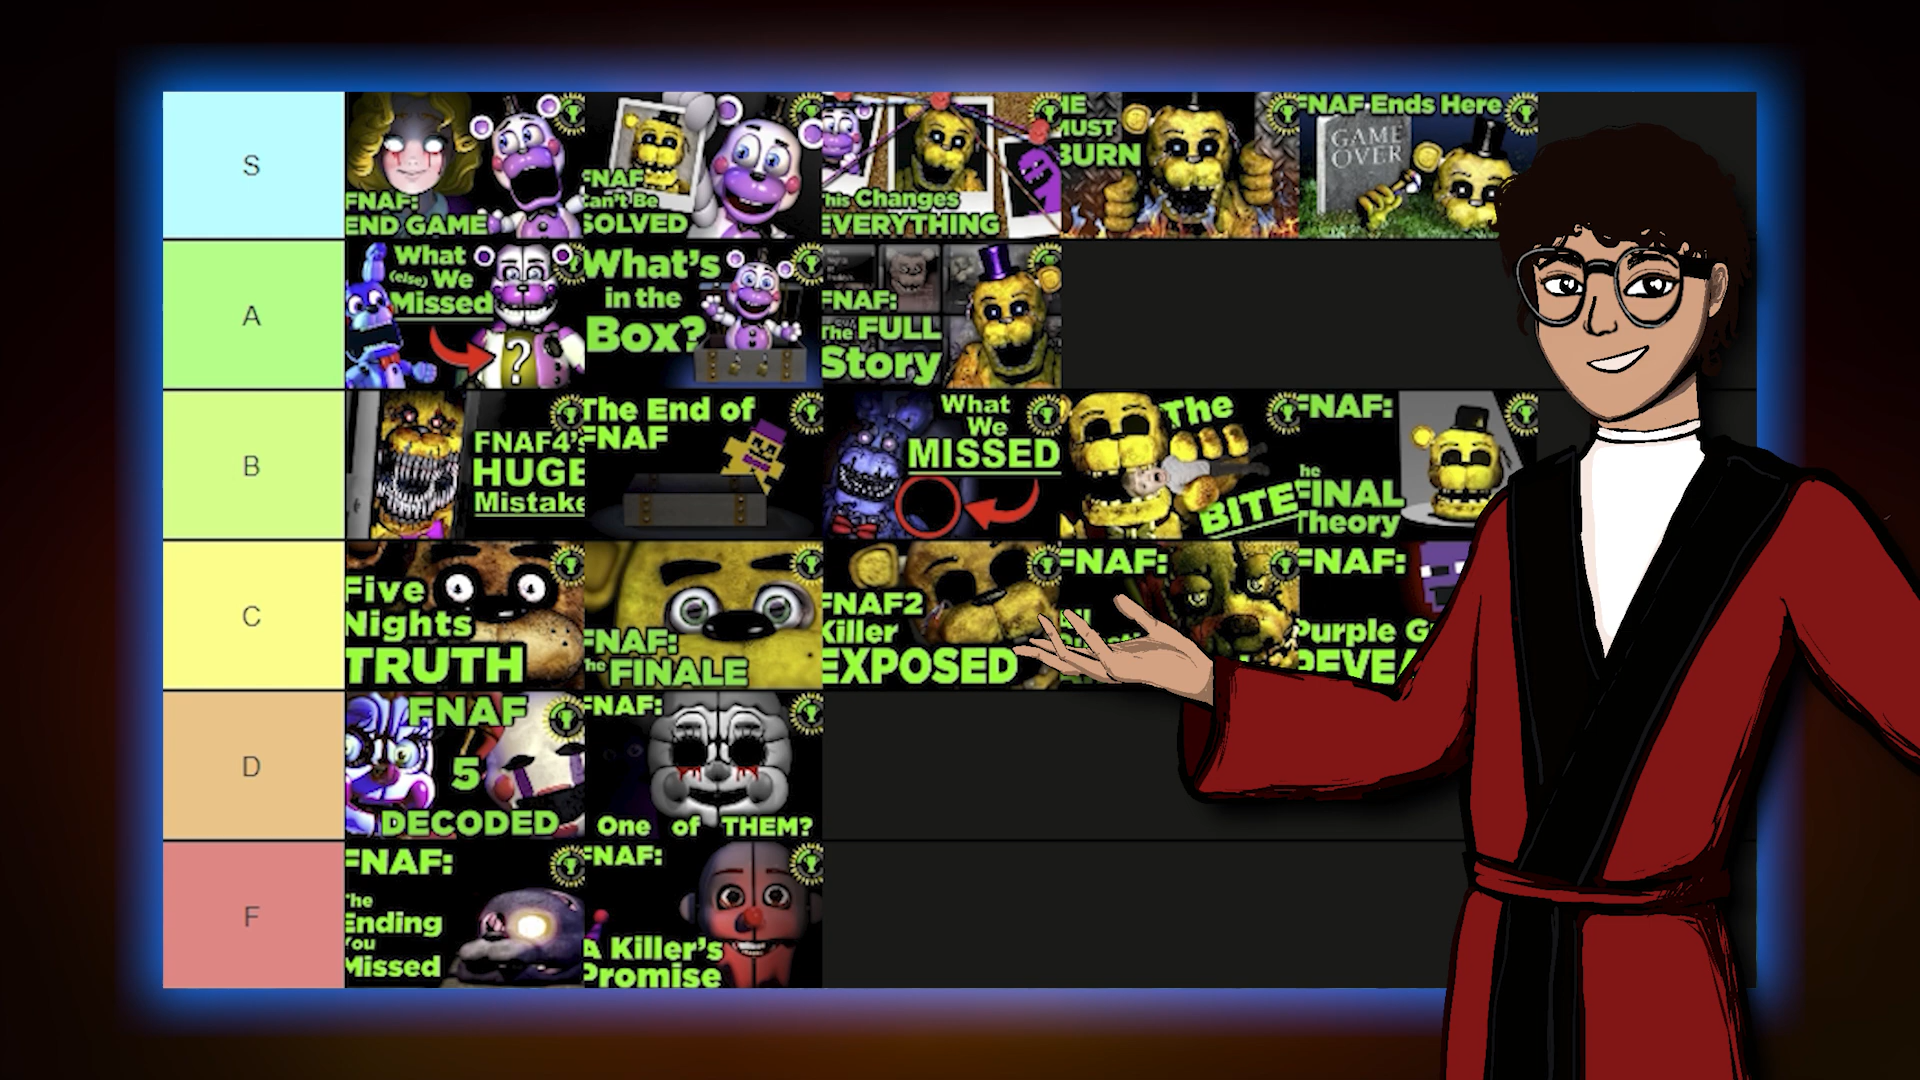 S
FNAF:
END GAME
FNAF
Can't Be
SOLVED
This Changes
EVERYTHING
HE
MUST
BURN
FNAF Ends Here
GAME
OVER
A
What
(else) We
Missed
?
What's
in the
Box?
FNAF:
The FULL
Story
B
FNAF4's
HUGE
Mistake
The End of
FNAF
What
We
MISSED
The
BITE
FNAF:
The
FINAL
Theory
C
Five
Nights
TRUTH
FNAF:
The FINALE
FNAF2
Killer
EXPOSED
FNAF:
FNAF:
Purple G
REVEA
D
FNAF
5
DECODED
FNAF:
One of THEM?
F
FNAF:
The
Ending
You
Missed
FNAF:
A Killer's
Promise